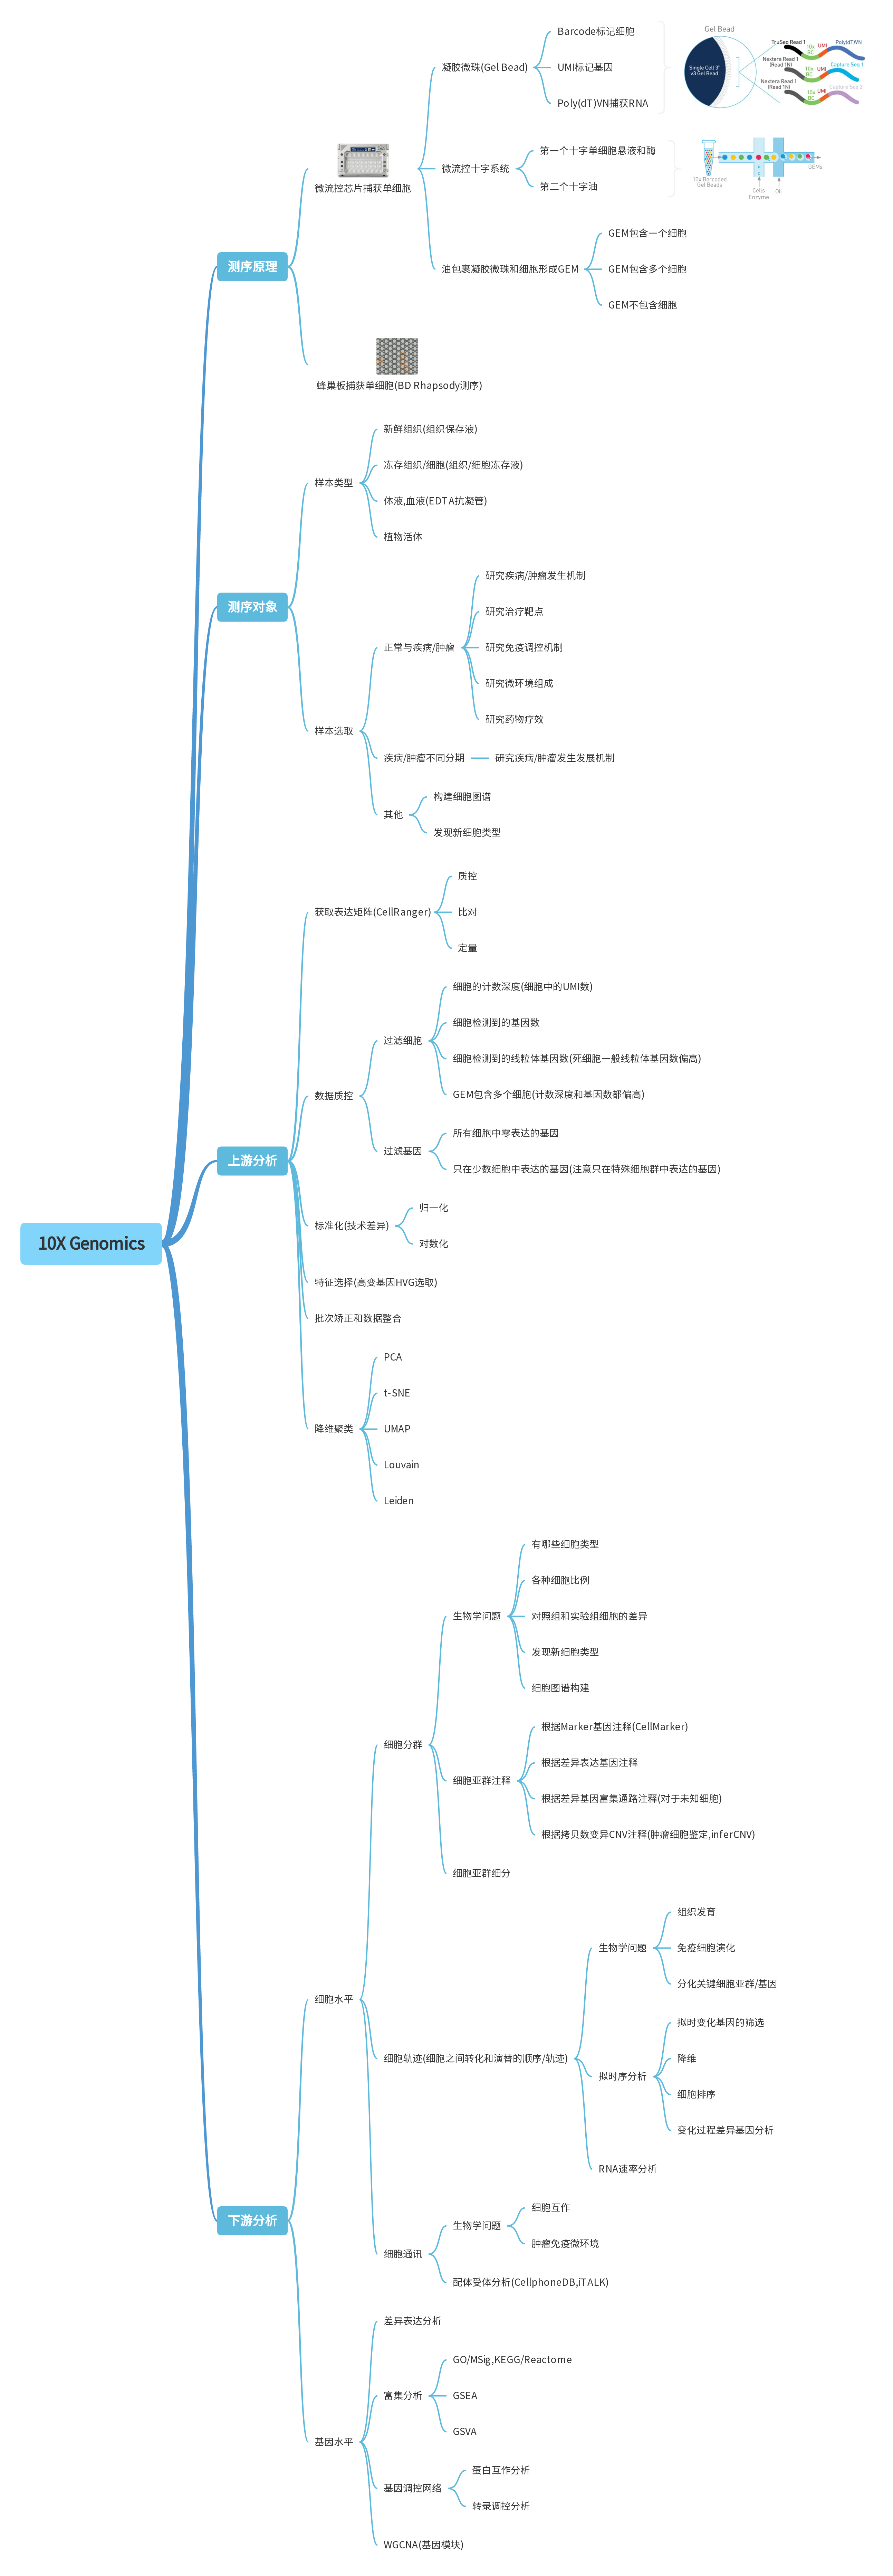 10X Genomics
测序原理
微流控芯片捕获单细胞
凝胶微珠(Gel Bead)
Barcode标记细胞
UMI标记基因
Poly(dT)VN捕获RNA
Gel Bead
Single Cell 3'
v3 Gel Bead
TruSeq Read 1
10x
BC
UMI
Poly(dT)VN
Nextera Read 1
(Read 1N)
10x
BC
UMI
Capture Seq 1
Nextera Read 1
(Read 1N)
10x
BC
UMI
Capture Seq 2
微流控十字系统
第一个十字单细胞悬液和酶
第二个十字油
10x Barcoded
Gel Beads
Cells
Enzyme
Oil
GEMs
油包裹凝胶微珠和细胞形成GEM
GEM包含一个细胞
GEM包含多个细胞
GEM不包含细胞
蜂巢板捕获单细胞(BD Rhapsody测序)
测序对象
样本类型
新鲜组织(组织保存液)
冻存组织/细胞(组织/细胞冻存液)
体液,血液(EDTA抗凝管)
植物活体
样本选取
正常与疾病/肿瘤
研究疾病/肿瘤发生机制
研究治疗靶点
研究免疫调控机制
研究微环境组成
研究药物疗效
疾病/肿瘤不同分期
研究疾病/肿瘤发生发展机制
其他
构建细胞图谱
发现新细胞类型
上游分析
获取表达矩阵(CellRanger)
质控
比对
定量
数据质控
过滤细胞
细胞的计数深度(细胞中的UMI数)
细胞检测到的基因数
细胞检测到的线粒体基因数(死细胞一般线粒体基因数偏高)
GEM包含多个细胞(计数深度和基因数都偏高)
过滤基因
所有细胞中零表达的基因
只在少数细胞中表达的基因(注意只在特殊细胞群中表达的基因)
标准化(技术差异)
归一化
对数化
特征选择(高变基因HVG选取)
批次矫正和数据整合
降维聚类
PCA
t-SNE
UMAP
Louvain
Leiden
下游分析
细胞水平
细胞分群
生物学问题
有哪些细胞类型
各种细胞比例
对照组和实验组细胞的差异
发现新细胞类型
细胞图谱构建
细胞亚群注释
根据Marker基因注释(CellMarker)
根据差异表达基因注释
根据差异基因富集通路注释(对于未知细胞)
根据拷贝数变异CNV注释(肿瘤细胞鉴定,inferCNV)
细胞亚群细分
细胞轨迹(细胞之间转化和演替的顺序/轨迹)
生物学问题
组织发育
免疫细胞演化
分化关键细胞亚群/基因
拟时序分析
拟时变化基因的筛选
降维
细胞排序
变化过程差异基因分析
RNA速率分析
细胞通讯
生物学问题
细胞互作
肿瘤免疫微环境
配体受体分析(CellphoneDB,iTALK)
基因水平
差异表达分析
富集分析
GO/MSig,KEGG/Reactome
GSEA
GSVA
基因调控网络
蛋白互作分析
转录调控分析
WGCNA(基因模块)